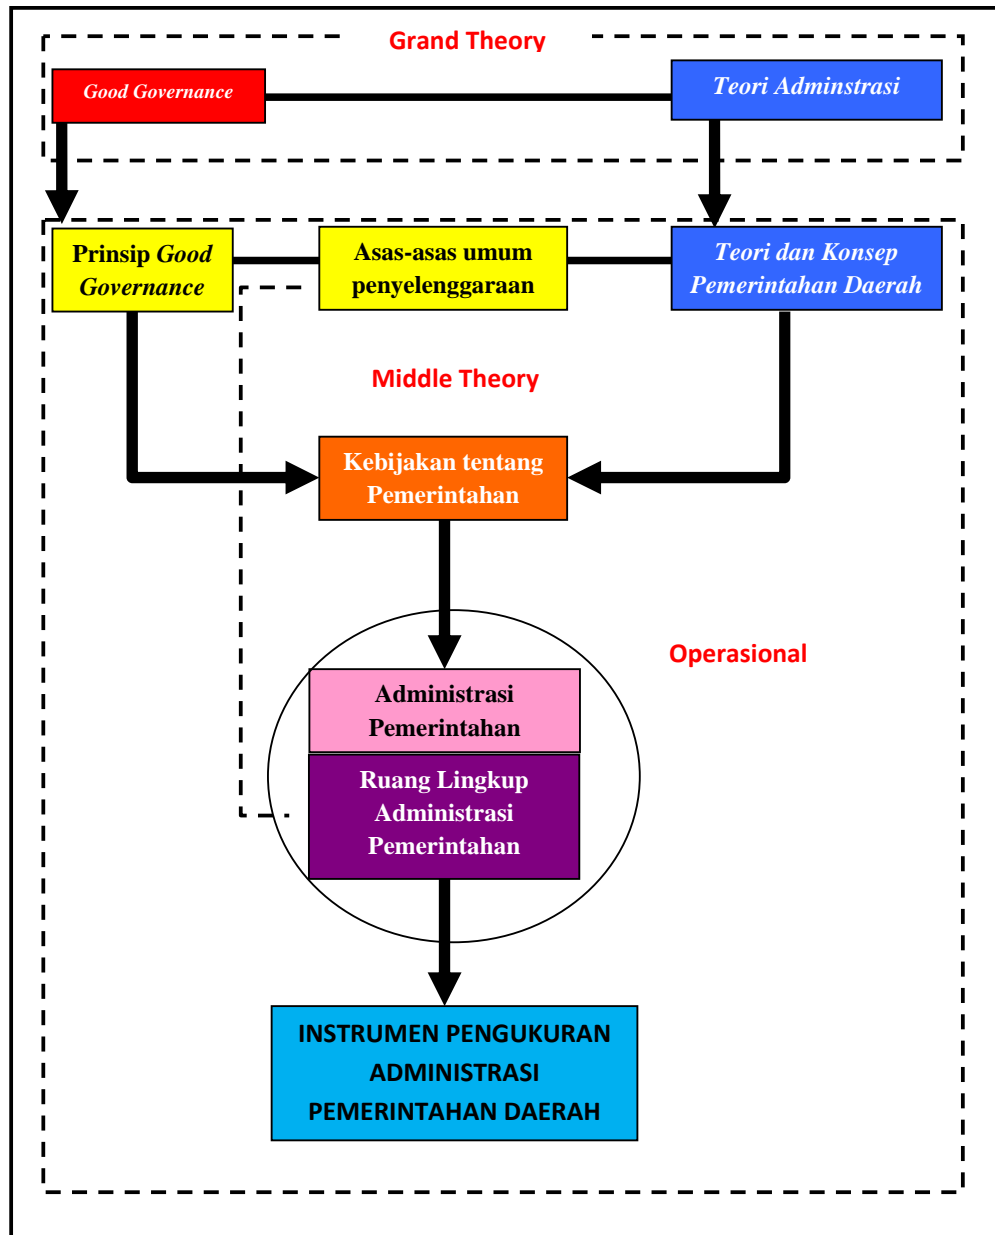 Grand Theory
Good Governance
Teori Adminstrasi
Prinsip Good
Governance
Asas-asas umum
penyelenggaraan
Teori dan Konsep
Pemerintahan Daerah
Middle Theory
Kebijakan tentang
Pemerintahan
Operasional
Administrasi
Pemerintahan
Ruang Lingkup
Administrasi
Pemerintahan
INSTRUMEN PENGUKURAN
ADMINISTRASI
PEMERINTAHAN DAERAH